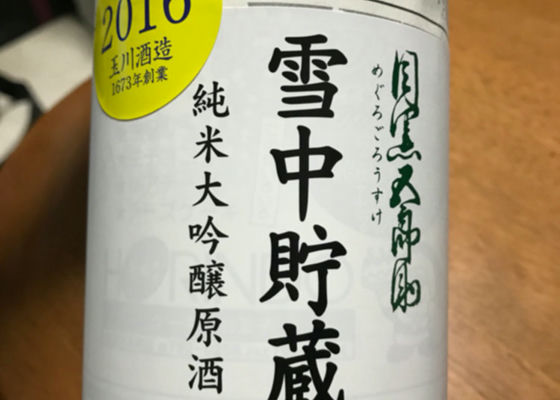 目黒五郎助
めぐろごろうすけ
雪中貯蔵
純米大吟醸原酒
2016
玉川酒造
1673年創業